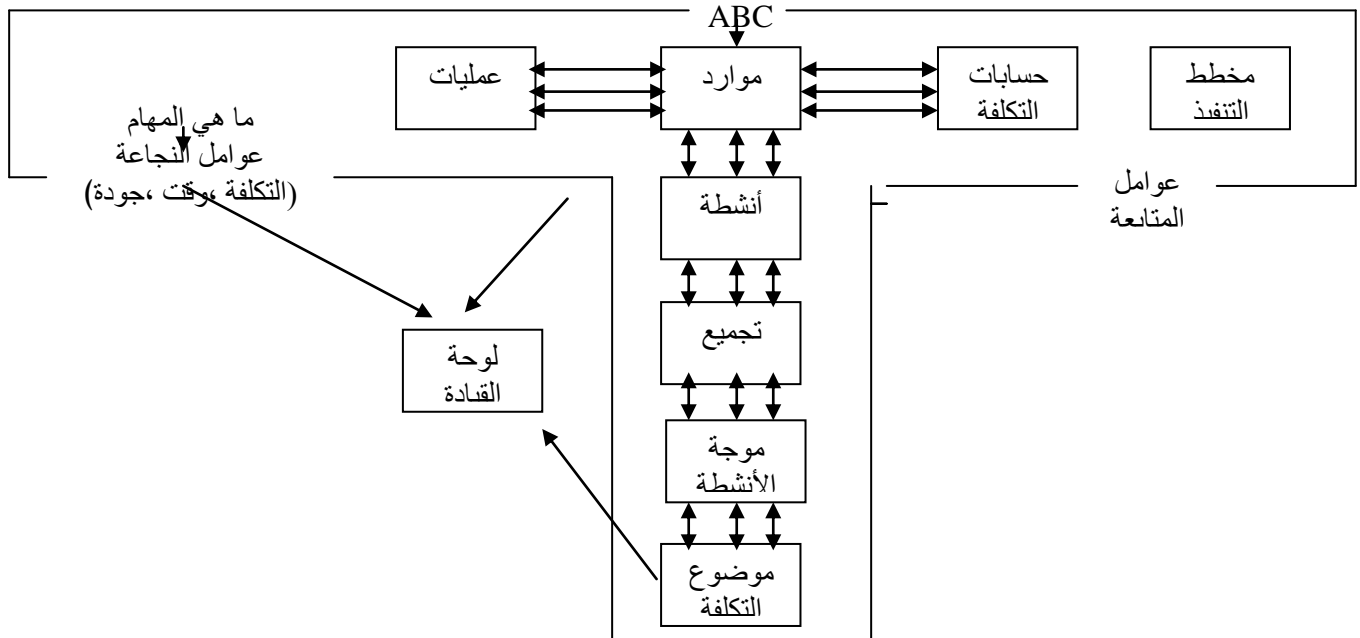 ABC
مخطط
التنفيذ
حسابات
التكلفة
موارد
عمليات
ما هي المهام
عوامل النجاعة
(التكلفة ،وقت ،جودة)
عوامل
المتابعة
أنشطة
تجميع
لوحة
القيادة
موجة
الأنشطة
موضوع
التكلفة